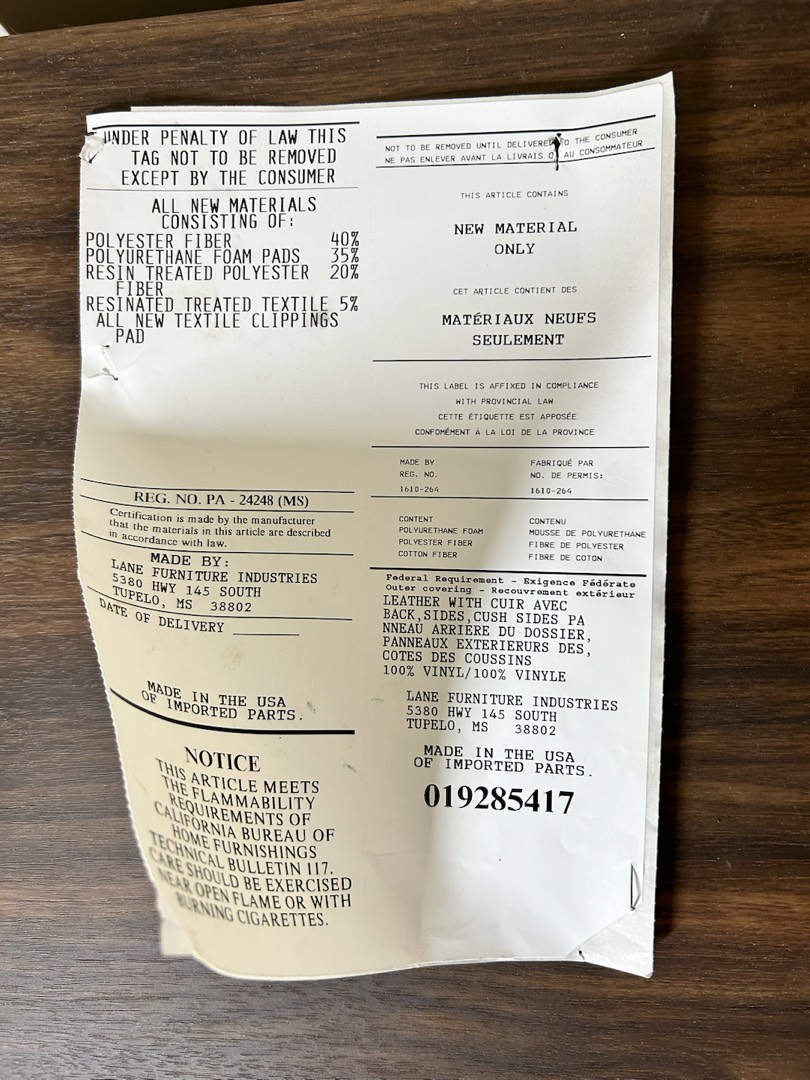 UNDER PENALTY OF LAW THIS
TAG NOT TO BE REMOVED
EXCEPT BY THE CONSUMER
ALL NEW MATERIALS
CONSISTING OF:
POLYESTER FIBER 40%
POLYURETHANE FOAM PADS 35%
RESIN TREATED POLYESTER 20%
FIBER
RESINATED TREATED TEXTILE 5%
ALL NEW TEXTILE CLIPPINGS
PAD
REG. NO. PA - 24248 (MS)
Certification is made by the manufacturer
that the materials in this article are described
in accordance with law.
MADE BY:
LANE FURNITURE INDUSTRIES
5380 HWY 145 SOUTH
TUPELO, MS 38802
DATE OF DELIVERY
MADE IN THE USA
OF IMPORTED PARTS.
NOTICE
THIS ARTICLE MEETS
THE FLAMMABILITY
REQUIREMENTS OF
CALIFORNIA BUREAU OF
HOME FURNISHINGS
TECHNICAL BULLETIN 117.
CARE SHOULD BE EXERCISED
NEAR OPEN FLAME OR WITH
BURNING CIGARETTES.
NOT TO BE REMOVED UNTIL DELIVERED TO THE CONSUMER
NE PAS ENLEVER AVANT LA LIVRAIS AU CONSOMMATEUR
THIS ARTICLE CONTAINS
NEW MATERIAL
ONLY
CET ARTICLE CONTIENT DES
MATÉRIAUX NEUFS
SEULEMENT
THIS LABEL IS AFFIXED IN COMPLIANCE
WITH PROVINCIAL LAW
CETTE ÉTIQUETTE EST APPOSÉE
CONFOMÉMENT À LA LOI DE LA PROVINCE
MADE BY FABRIQUÉ PAR
REG. NO. NO. DE PERMIS:
1610-264 1610-264
CONTENT CONTENU
POLYURETHANE FOAM MOUSSE DE POLYURETHANE
POLYESTER FIBER FIBRE DE POLYESTER
COTTON FIBER FIBRE DE COTON
Federal Requirement - Exigence Fédérate
Outer covering - Recouvrement extérieur
LEATHER WITH CUIR AVEC
BACK,SIDES,CUSH SIDES PA
NNEAU ARRIERE DU DOSSIER,
PANNEAUX EXTERIERURS DES,
COTES DES COUSSINS
100% VINYL/100% VINYLE
LANE FURNITURE INDUSTRIES
5380 HWY 145 SOUTH
TUPELO, MS 38802
MADE IN THE USA
OF IMPORTED PARTS.
019285417